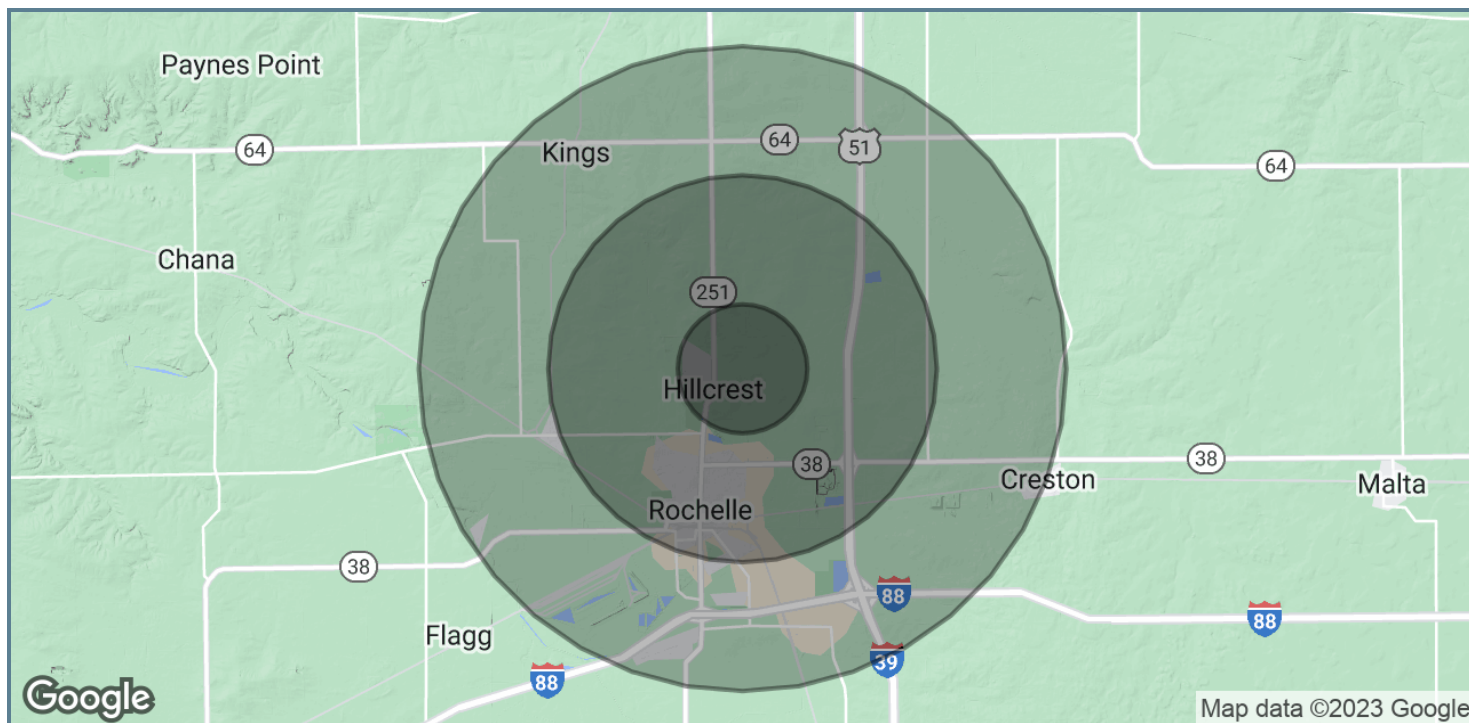 Paynes Point
64
Kings
64
51
64
Chana
251
Hillcrest
38
38
Creston
Malta
Rochelle
38
88
88
Flagg
39
88
Google
Map data ©2023 Google